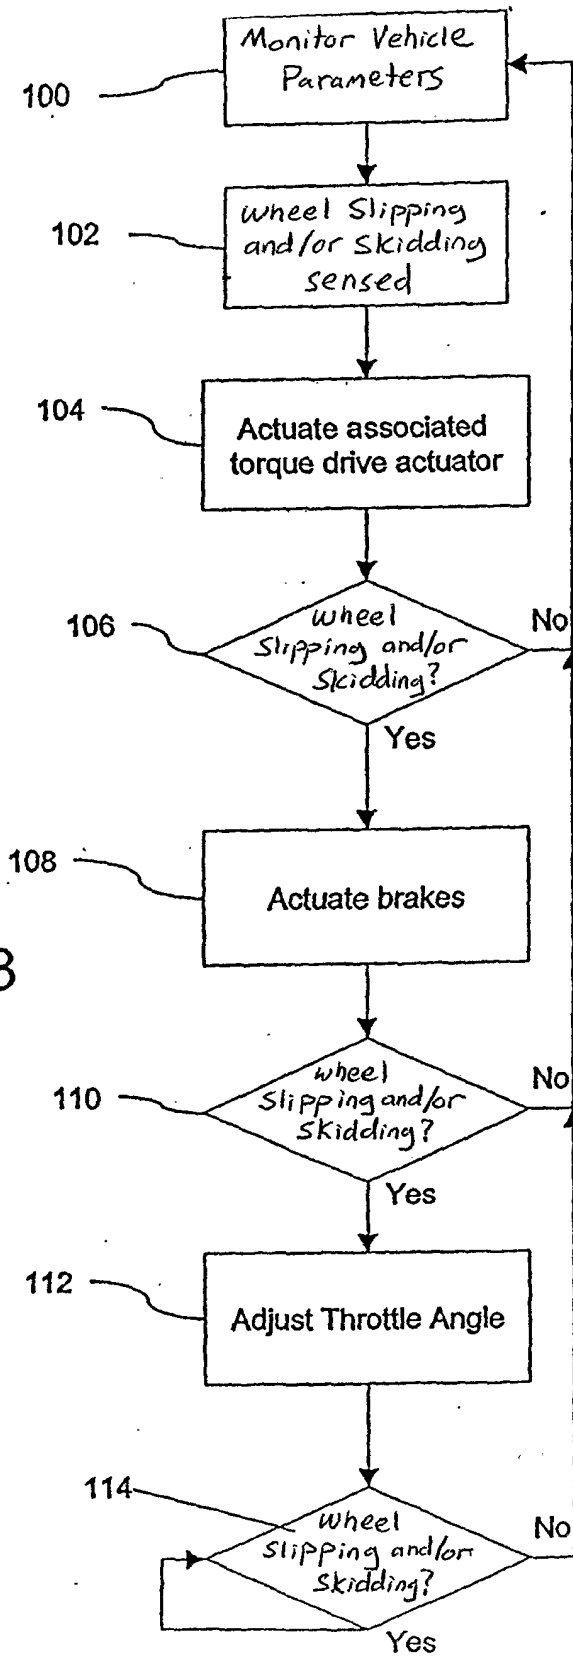 Monitor Vehicle
Parameters
100
wheel Slipping
and/or Skidding
sensed
102
104
Actuate associated
torque drive actuator
106
wheel
Slipping and/or
Skidding?
No
Yes
108
Actuate brakes
110
wheel
Slipping and/or
Skidding?
No
Yes
112
Adjust Throttle Angle
114
wheel
slipping and/or
Skidding?
No
Yes